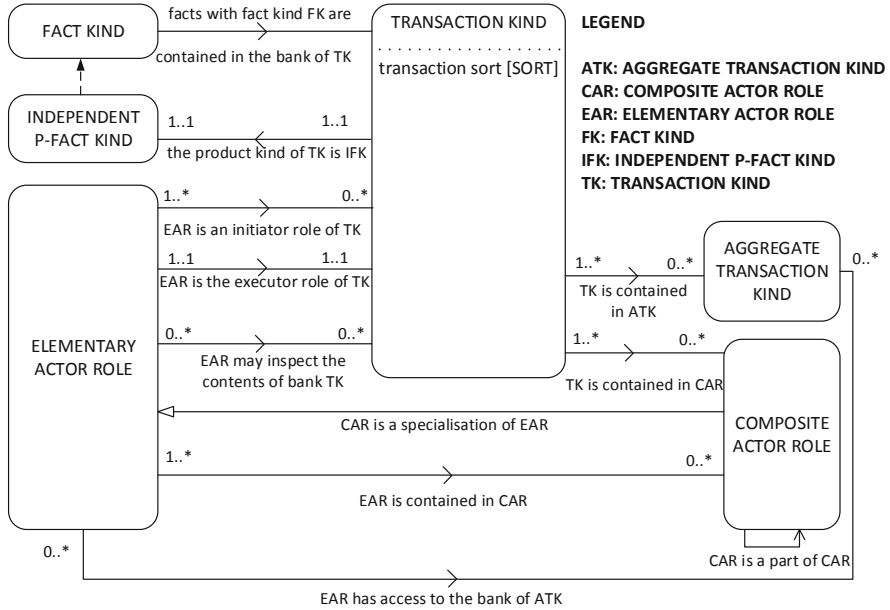 FACT KIND
facts with fact kind FK are
contained in the bank of TK
TRANSACTION KIND
transaction sort [SORT]
LEGEND
ATK: AGGREGATE TRANSACTION KIND
CAR: COMPOSITE ACTOR ROLE
EAR: ELEMENTARY ACTOR ROLE
FK: FACT KIND
IFK: INDEPENDENT P-FACT KIND
TK: TRANSACTION KIND
INDEPENDENT
P-FACT KIND
1..1 1..1
the product kind of TK is IFK
1..* 0..*
EAR is an initiator role of TK
1..1 1..1
EAR is the executor role of TK
0..* 0..*
EAR may inspect the
contents of bank TK
ELEMENTARY
ACTOR ROLE
1..* 0..*
TK is contained
in ATK
AGGREGATE
TRANSACTION
KIND
0..*
1..* 0..*
TK is contained in CAR
CAR is a specialisation of EAR
COMPOSITE
ACTOR ROLE
1..* 0..*
EAR is contained in CAR
CAR is a part of CAR
0..*
EAR has access to the bank of ATK